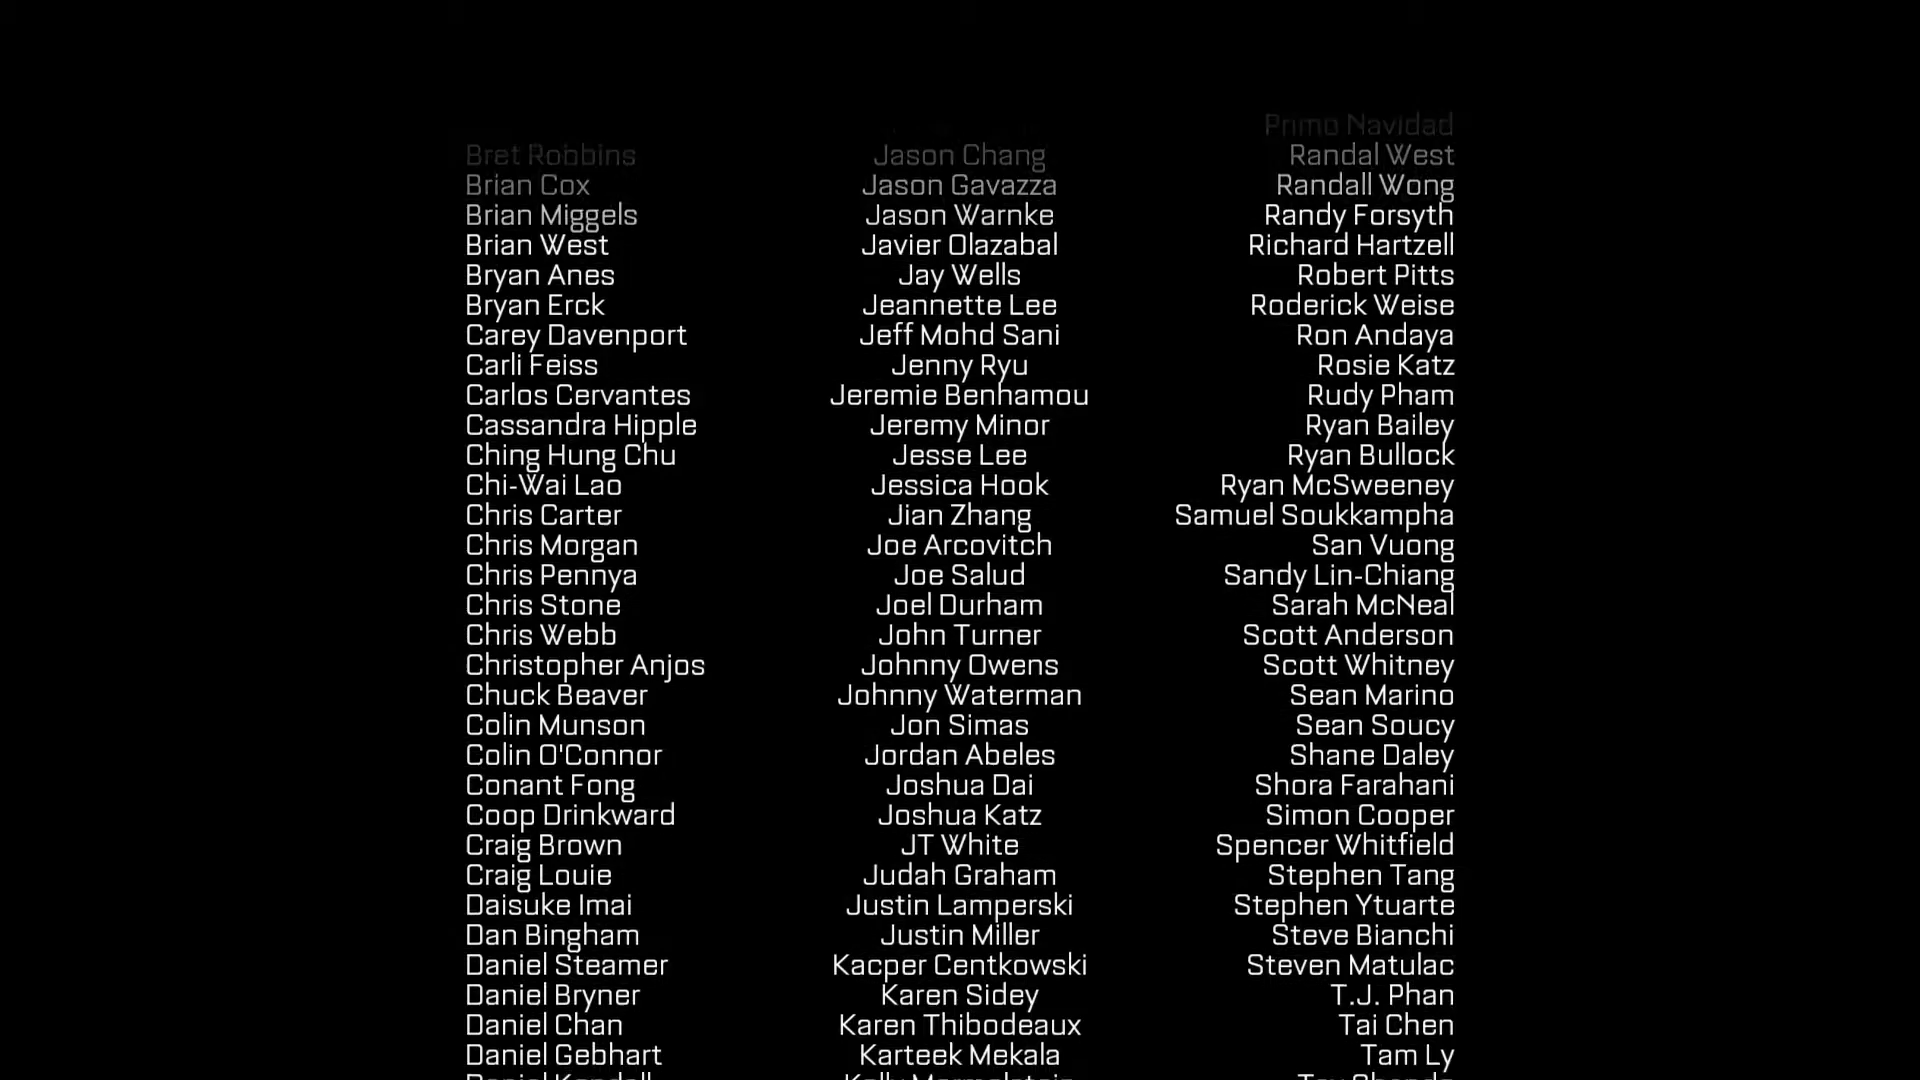 Primo Navidad
Bret Robbins Jason Chang Randal West
Brian Cox Jason Gavazza Randall Wong
Brian Miggels Jason Warnke Randy Forsyth
Brian West Javier Olazabal Richard Hartzell
Bryan Anes Jay Wells Robert Pitts
Bryan Erck Jeannette Lee Roderick Weise
Carey Davenport Jeff Mohd Sani Ron Andaya
Carli Feiss Jenny Ryu Rosie Katz
Carlos Cervantes Jeremie Benhamou Rudy Pham
Cassandra Hipple Jeremy Minor Ryan Bailey
Ching Hung Chu Jesse Lee Ryan Bullock
Chi-Wai Lao Jessica Hook Ryan McSweeney
Chris Carter Jian Zhang Samuel Soukkampha
Chris Morgan Joe Arcovitch San Vuong
Chris Pennya Joe Salud Sandy Lin-Chiang
Chris Stone Joel Durham Sarah McNeal
Chris Webb John Turner Scott Anderson
Christopher Anjos Johnny Owens Scott Whitney
Chuck Beaver Johnny Waterman Sean Marino
Colin Munson Jon Simas Sean Soucy
Colin O'Connor Jordan Abeles Shane Daley
Conant Fong Joshua Dai Shora Farahani
Coop Drinkward Joshua Katz Simon Cooper
Craig Brown JT White Spencer Whitfield
Craig Louie Judah Graham Stephen Tang
Daisuke Imai Justin Lamperski Stephen Ytuarte
Dan Bingham Justin Miller Steve Bianchi
Daniel Steamer Kacper Centkowski Steven Matulac
Daniel Bryner Karen Sidey T.J. Phan
Daniel Chan Karen Thibodeaux Tai Chen
Daniel Gebhart Karteek Mekala Tam Ly